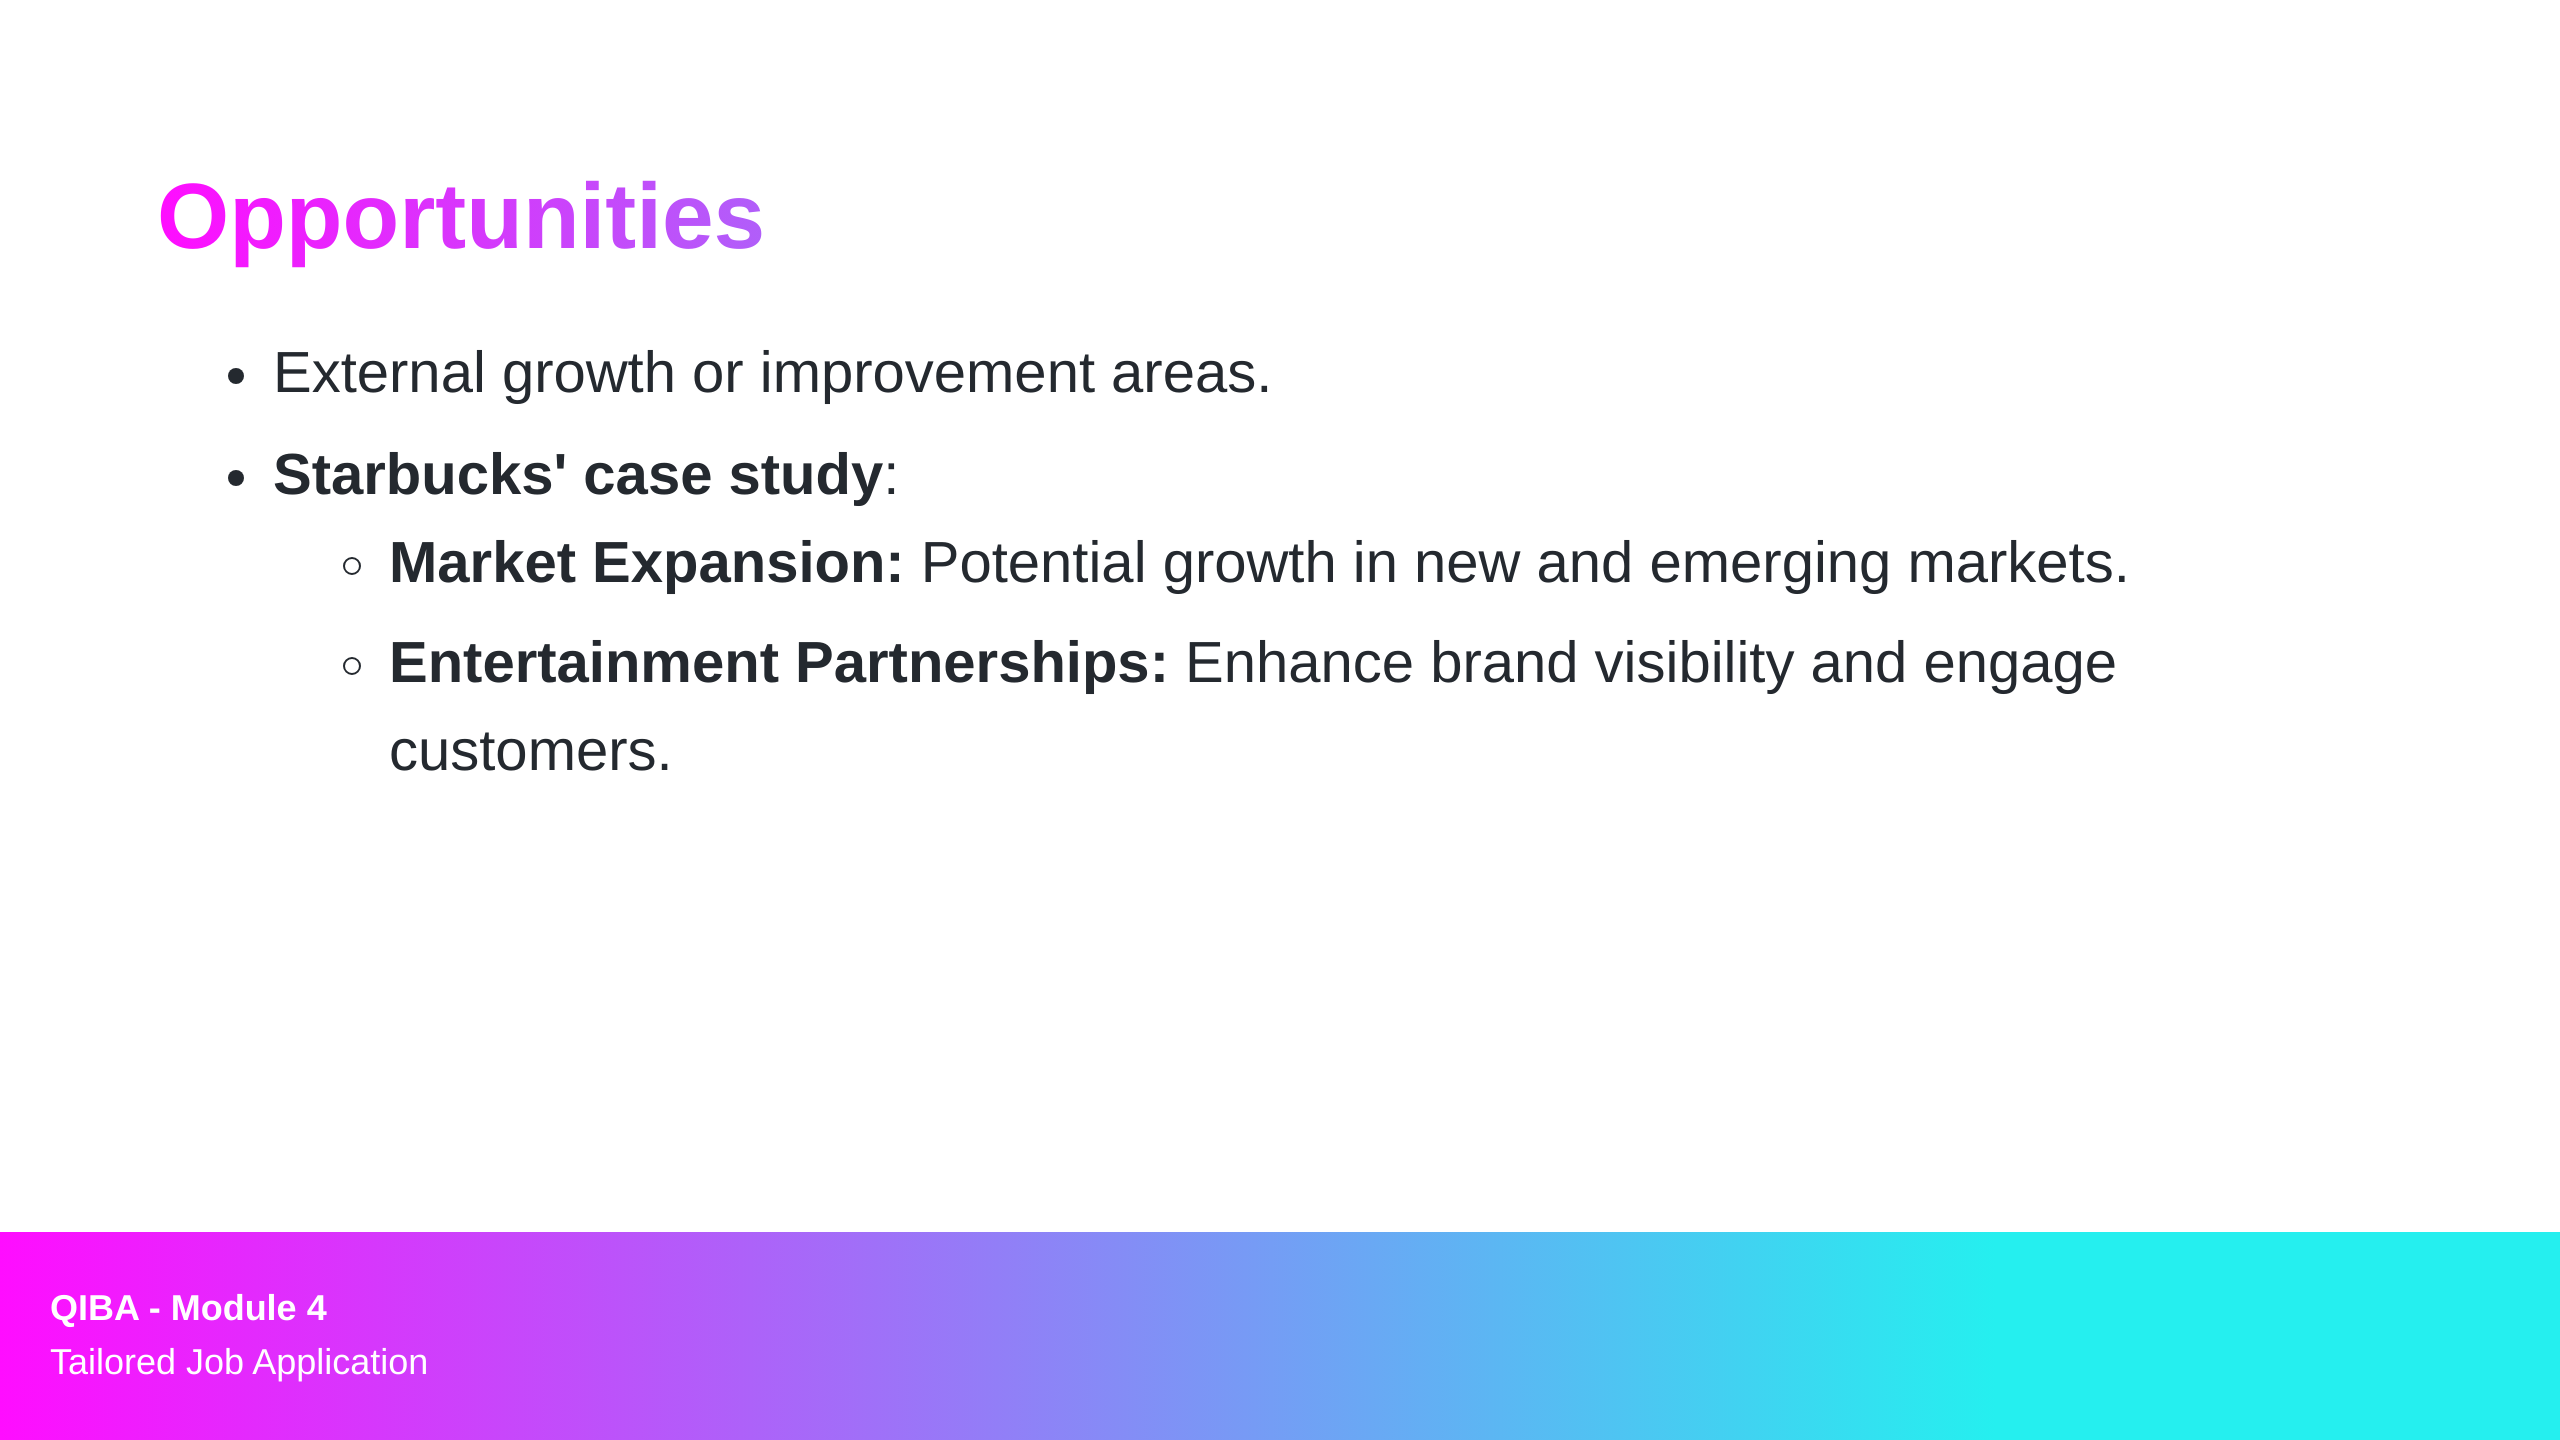 Opportunities
• External growth or improvement areas.
• Starbucks' case study:
◦ Market Expansion: Potential growth in new and emerging markets.
◦ Entertainment Partnerships: Enhance brand visibility and engage
customers.
QIBA - Module 4
Tailored Job Application